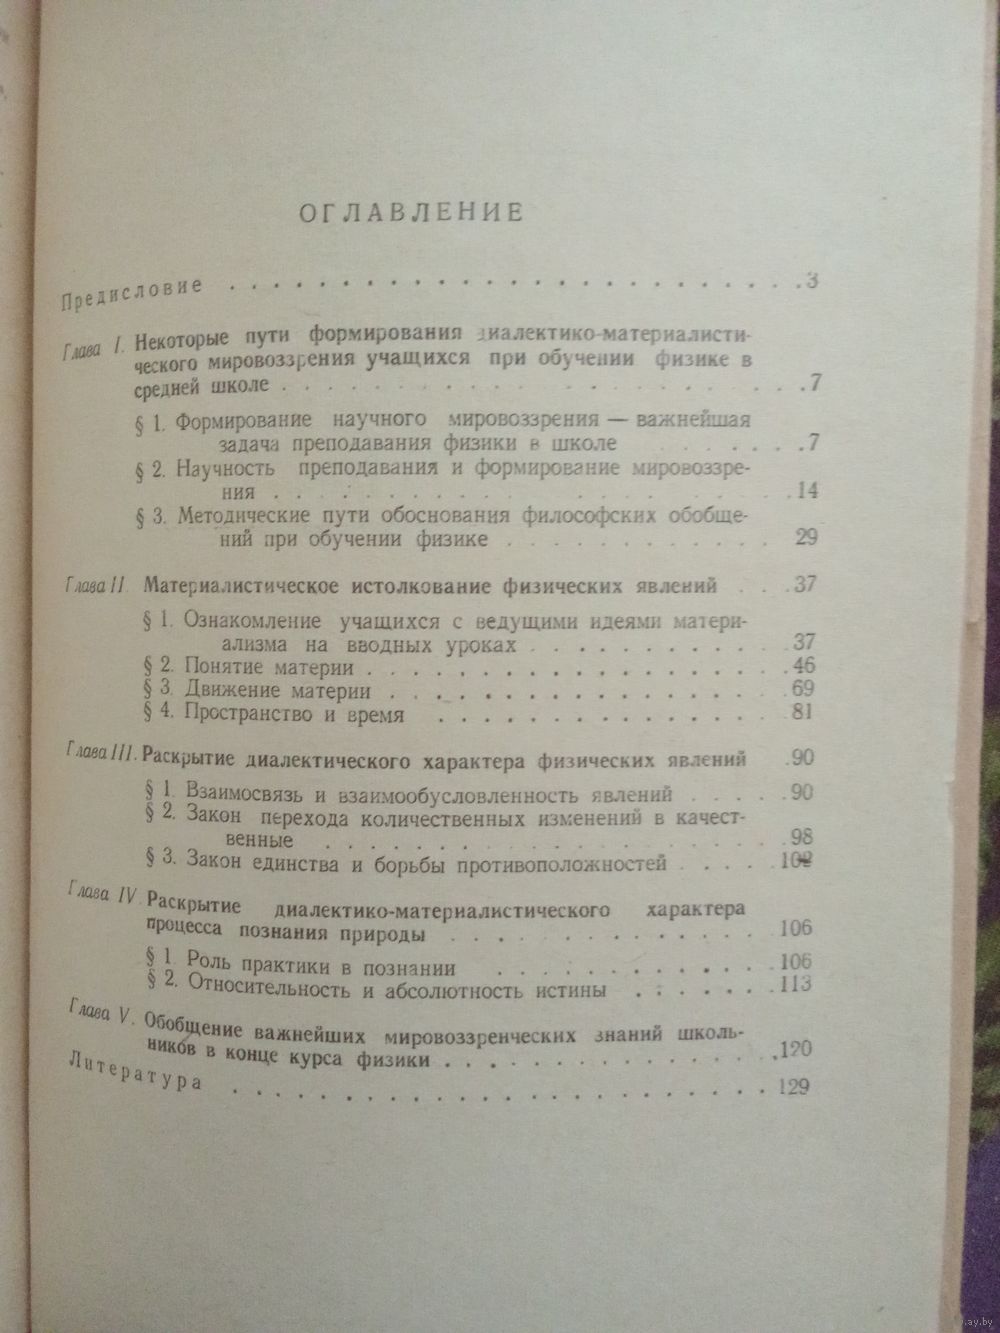 ОГЛАВЛЕНИЕ
Предисловие . . . . . . . . . . . . . . . . . . . . . . . . 3
Глава I. Некоторые пути формирования диалектико-материалисти-
ческого мировоззрения учащихся при обучении физике в
средней школе . . . . . . . . . . . . . . . . . . . 7
§ 1. Формирование научного мировоззрения — важнейшая
задача преподавания физики в школе . . . . . . 7
§ 2. Научность преподавания и формирование мировоззре-
ния . . . . . . . . . . . . . . . . . . . 14
§ 3. Методические пути обоснования философских обобще-
ний при обучении физике . . . . . . . . . . . . 29
Глава II. Материалистическое истолкование физических явлений . . . 37
§ 1. Ознакомление учащихся с ведущими идеями матери-
ализма на вводных уроках . . . . . . . . . . . . 37
§ 2. Понятие материи . . . . . . . . . . . . . . . . . . 46
§ 3. Движение материи . . . . . . . . . . . . . . . . . 69
§ 4. Пространство и время . . . . . . . . . . . . . . . 81
Глава III. Раскрытие диалектического характера физических явлений . 90
§ 1. Взаимосвязь и взаимообусловленность явлений . . . . . 90
§ 2. Закон перехода количественных изменений в качест-
венные . . . . . . . . . . . . . . . . . . . 98
§ 3. Закон единства и борьбы противоположностей . . . . 102
Глава IV. Раскрытие диалектико-материалистического характера
процесса познания природы . . . . . . . . . . . . . . 106
§ 1. Роль практики в познании . . . . . . . . . . . . . 106
§ 2. Относительность и абсолютность истины . . . . . . . 113
Глава V. Обобщение важнейших мировоззренческих знаний школь-
ников в конце курса физики . . . . . . . . . . . . . . 120
Литература . . . . . . . . . . . . . . . . . . . . . . . . 129
.ay.by